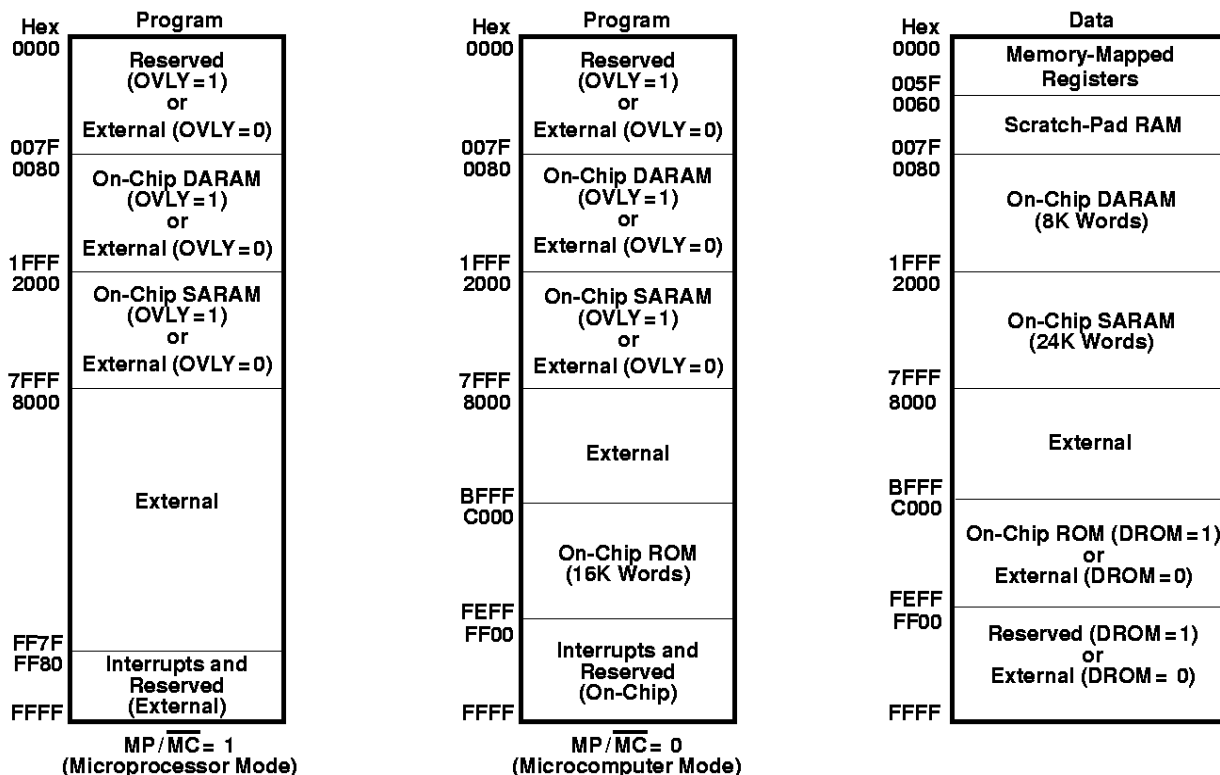 Hex
Program
0000
Reserved
(OVLY=1)
or
External (OVLY=0)
007F
0080
On-Chip DARAM
(OVLY=1)
or
External (OVLY=0)
1FFF
2000
On-Chip SARAM
(OVLY=1)
or
External (OVLY=0)
7FFF
8000
External
FF7F
FF80
Interrupts and
Reserved
(External)
FFFF
MP/M̅C̅= 1
(Microprocessor Mode)
Hex
Program
0000
Reserved
(OVLY=1)
or
External (OVLY=0)
007F
0080
On-Chip DARAM
(OVLY=1)
or
External (OVLY=0)
1FFF
2000
On-Chip SARAM
(OVLY=1)
or
External (OVLY=0)
7FFF
8000
External
BFFF
C000
On-Chip ROM
(16K Words)
FEFF
FF00
Interrupts and
Reserved
(On-Chip)
FFFF
MP/M̅C̅= 0
(Microcomputer Mode)
Hex
Data
0000
Memory-Mapped
Registers
005F
0060
Scratch-Pad RAM
007F
0080
On-Chip DARAM
(8K Words)
1FFF
2000
On-Chip SARAM
(24K Words)
7FFF
8000
External
BFFF
C000
On-Chip ROM (DROM=1)
or
External (DROM=0)
FEFF
FF00
Reserved (DROM=1)
or
External (DROM= 0)
FFFF